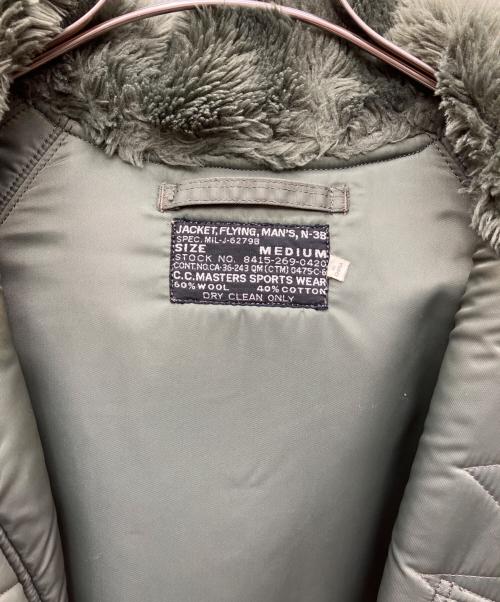 JACKET, FLYING, MAN'S, N-3B
SPEC. MIL-J-6279B
SIZE MEDIUM
STOCK NO. 8415-269-0420
CONT.NO.CA-36-243 QM(CTM) 0475C-6
C.C.MASTERS SPORTS WEAR
60% WOOL 40% COTTON
DRY CLEAN ONLY